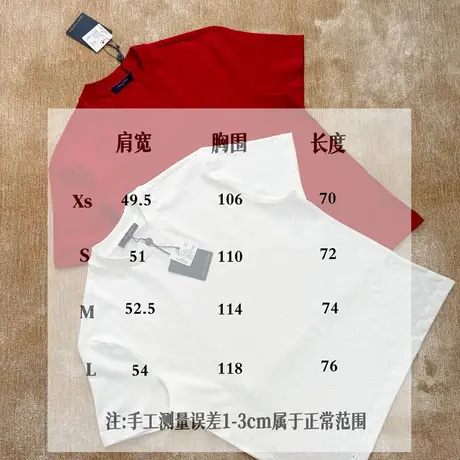 肩宽 胸围 长度
Xs 49.5 106 70
S 51 110 72
M 52.5 114 74
L 54 118 76
注:手工测量误差1-3cm属于正常范围